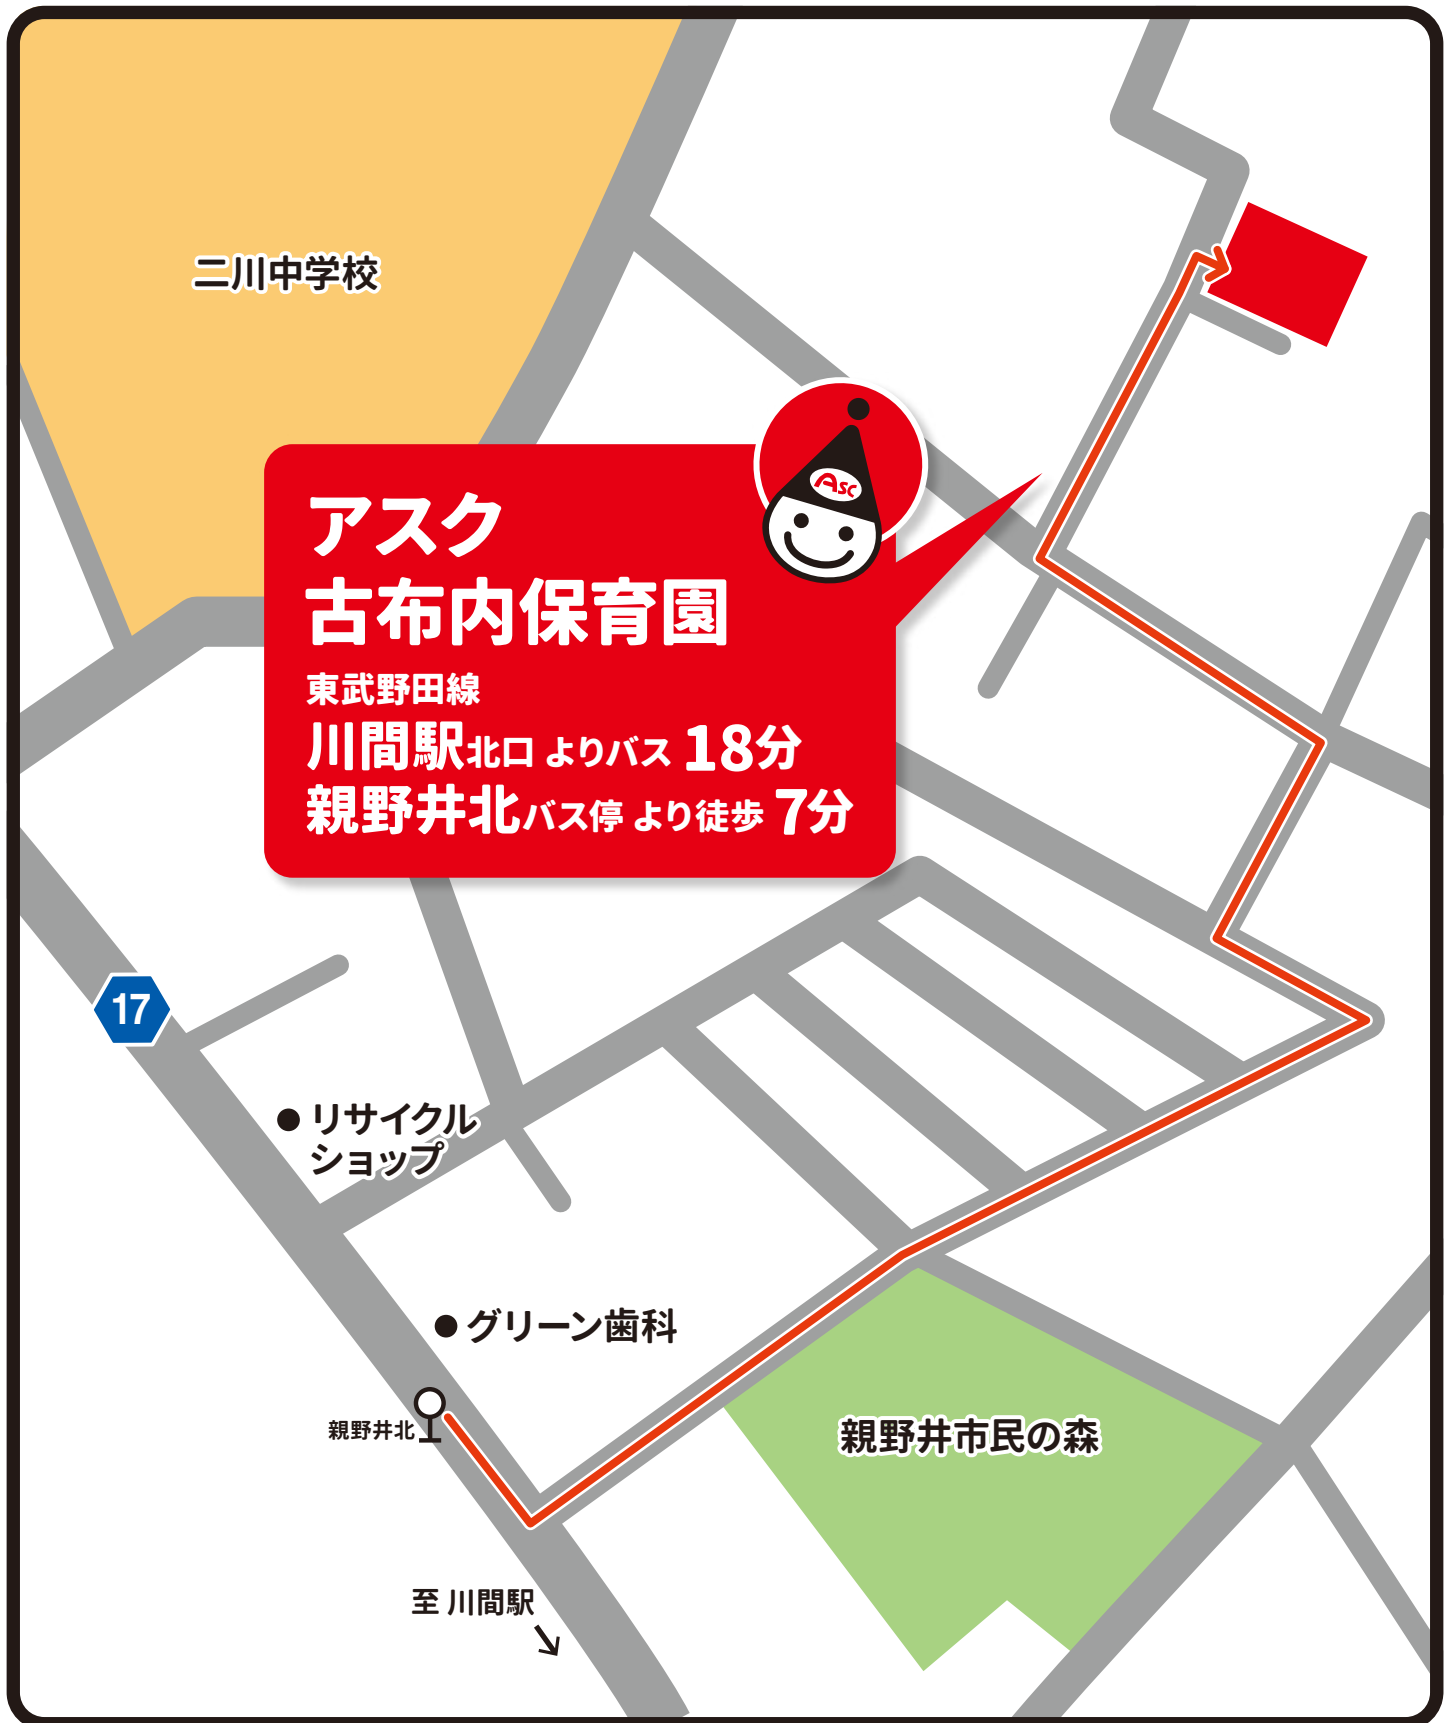 二川中学校
ASC
アスク
古布内保育園
東武野田線
川間駅北口 よりバス 18分
親野井北バス停 より徒歩 7分
17
リサイクル
ショップ
グリーン歯科
親野井北
親野井市民の森
至 川間駅